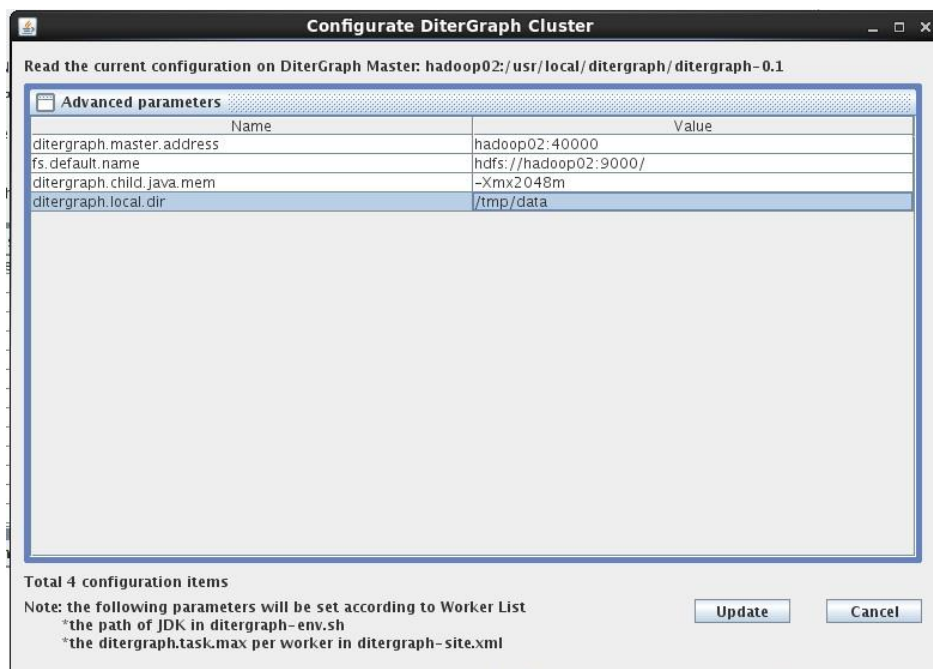 Configurate DiterGraph Cluster
Read the current configuration on DiterGraph Master: hadoop02:/usr/local/ditergraph/ditergraph-0.1
Advanced parameters
Name Value
ditergraph.master.address hadoop02:40000
fs.default.name hdfs://hadoop02:9000/
ditergraph.child.java.mem -Xmx2048m
ditergraph.local.dir /tmp/data
Total 4 configuration items
Note: the following parameters will be set according to Worker List
*the path of JDK in ditergraph-env.sh
*the ditergraph.task.max per worker in ditergraph-site.xml
Update Cancel